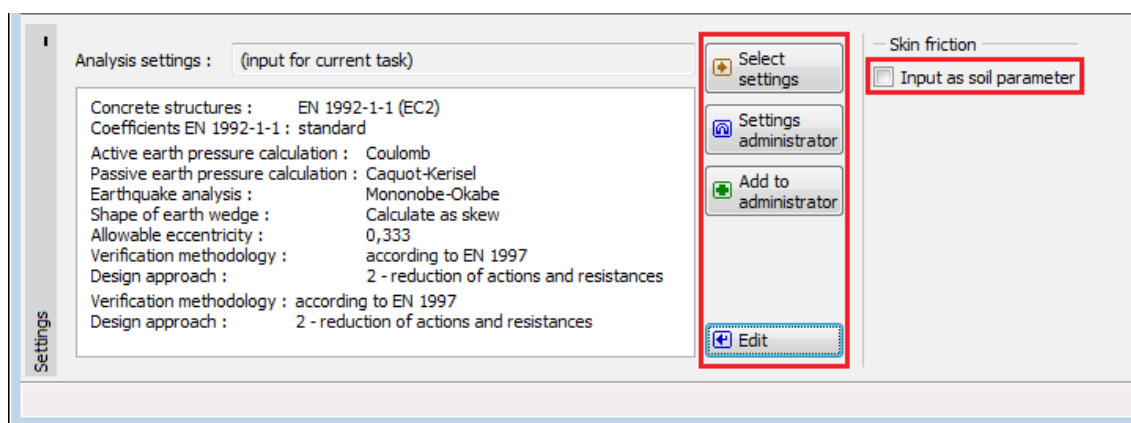 Analysis settings : (input for current task)
Concrete structures : EN 1992-1-1 (EC2)
Coefficients EN 1992-1-1 : standard
Active earth pressure calculation : Coulomb
Passive earth pressure calculation : Caquot-Kerisel
Earthquake analysis : Mononobe-Okabe
Shape of earth wedge : Calculate as skew
Allowable eccentricity : 0,333
Verification methodology : according to EN 1997
Design approach : 2 - reduction of actions and resistances
Verification methodology : according to EN 1997
Design approach : 2 - reduction of actions and resistances
Select
settings
Settings
administrator
Add to
administrator
Edit
Skin friction
Input as soil parameter
Settings